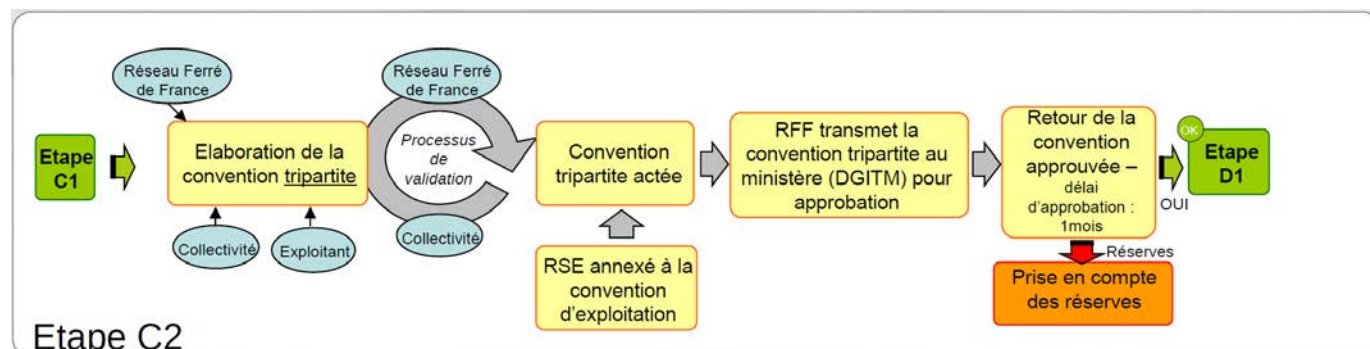 Réseau Ferré
de France
Réseau Ferré
de France
Etape
C1
Elaboration de la
convention tripartite
Processus
de
validation
Convention
tripartite actée
RFF transmet la
convention tripartite au
ministère (DGITM) pour
approbation
Retour de la
convention
approuvée –
délai
d'approbation :
1mois
OK
Etape
D1
OUI
Collectivité
Exploitant
Collectivité
RSE annexé à la
convention
d'exploitation
Réserves
Prise en compte
des réserves
Etape C2